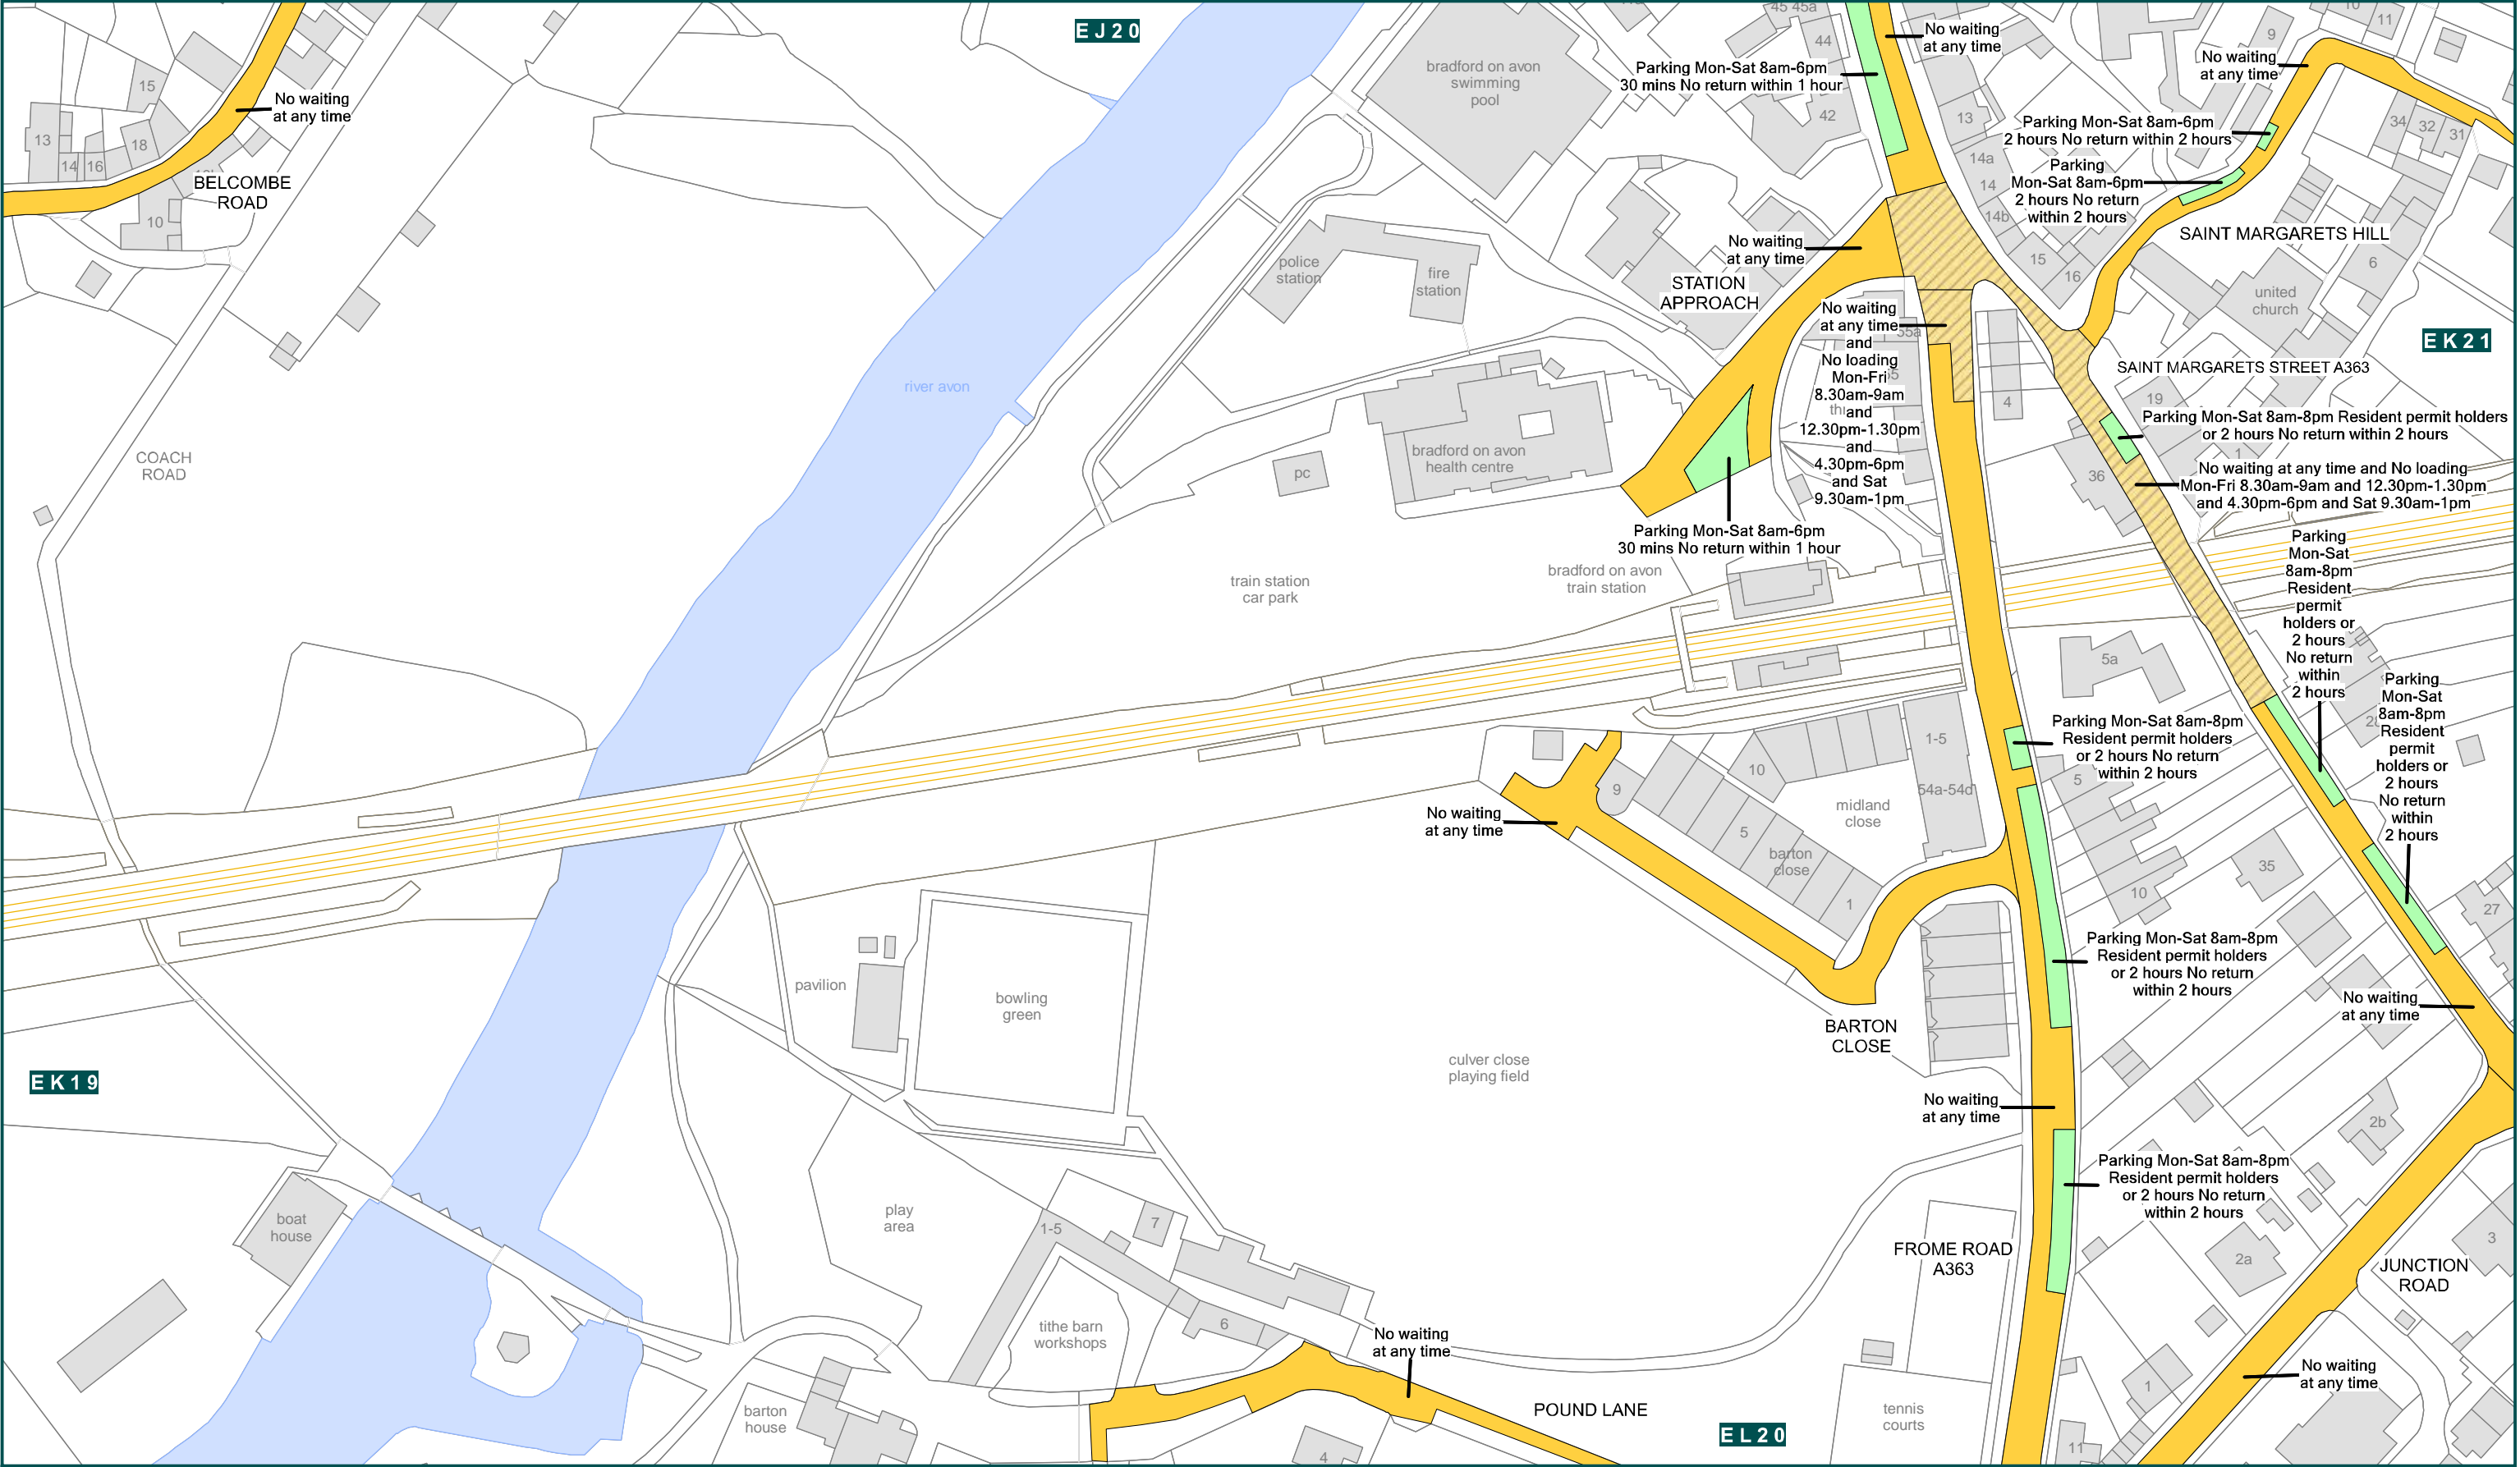 EJ20
45 45a
44
42
No waiting
at any time
Parking Mon-Sat 8am-6pm
30 mins No return within 1 hour
bradford on avon
swimming
pool
No waiting
at any time
15
13
14
16
18
10
BELCOMBE
ROAD
9
10
11
No waiting
at any time
13
14a
14
14b
15
16
34
32
31
Parking Mon-Sat 8am-6pm
2 hours No return within 2 hours
Parking
Mon-Sat 8am-6pm
2 hours No return
within 2 hours
SAINT MARGARETS HILL
6
united
church
EK21
No waiting
at any time
STATION
APPROACH
police
station
fire
station
river avon
No waiting
at any time
and
No loading
Mon-Fri
8.30am-9am
and
12.30pm-1.30pm
and
4.30pm-6pm
and Sat
9.30am-1pm
4
SAINT MARGARETS STREET A363
19
Parking Mon-Sat 8am-8pm Resident permit holders
or 2 hours No return within 2 hours
1
36
No waiting at any time and No loading
Mon-Fri 8.30am-9am and 12.30pm-1.30pm
and 4.30pm-6pm and Sat 9.30am-1pm
COACH
ROAD
bradford on avon
health centre
pc
Parking Mon-Sat 8am-6pm
30 mins No return within 1 hour
train station
car park
bradford on avon
train station
Parking
Mon-Sat
8am-8pm
Resident
permit
holders or
2 hours
No return
within
2 hours
5a
Parking
Mon-Sat
8am-8pm
Resident
permit
holders or
2 hours
No return
within
2 hours
Parking Mon-Sat 8am-8pm
Resident permit holders
or 2 hours No return
within 2 hours
1-5
54a-54d
10
9
5
1
midland
close
barton
close
No waiting
at any time
5
10
35
27
Parking Mon-Sat 8am-8pm
Resident permit holders
or 2 hours No return
within 2 hours
No waiting
at any time
pavilion
bowling
green
BARTON
CLOSE
culver close
playing field
EK19
No waiting
at any time
2b
Parking Mon-Sat 8am-8pm
Resident permit holders
or 2 hours No return
within 2 hours
boat
house
play
area
1-5
7
FROME ROAD
A363
2a
3
JUNCTION
ROAD
tithe barn
workshops
6
No waiting
at any time
No waiting
at any time
1
barton
house
POUND LANE
EL20
tennis
courts
4
11